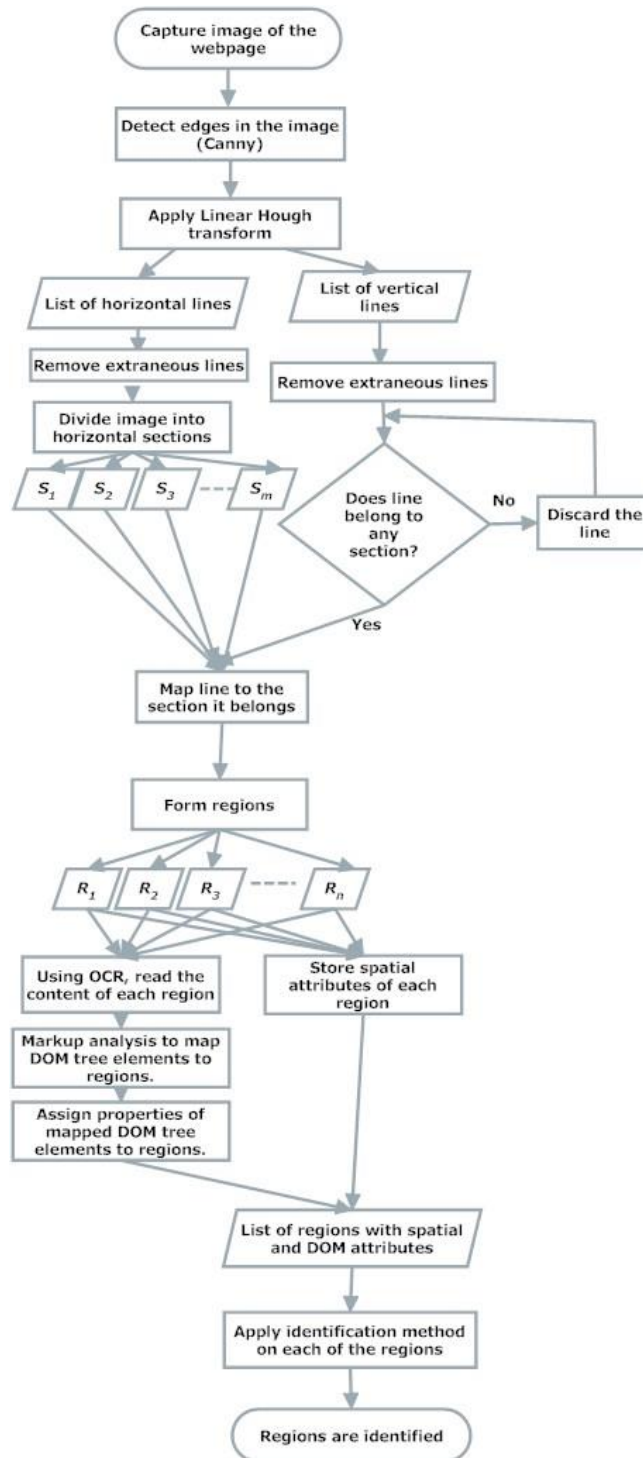 Capture image of the
webpage
Detect edges in the image
(Canny)
Apply Linear Hough
transform
List of horizontal lines
List of vertical
lines
Remove extraneous lines
Remove extraneous lines
Divide image into
horizontal sections
S1 S2 S3 Sm
Does line
belong to
any
section?
No
Discard the
line
Yes
Map line to the
section it belongs
Form regions
R1 R2 R3 Rn
Using OCR, read the
content of each region
Store spatial
attributes of each
region
Markup analysis to map
DOM tree elements to
regions.
Assign properties of
mapped DOM tree
elements to regions.
List of regions with spatial
and DOM attributes
Apply identification method
on each of the regions
Regions are identified